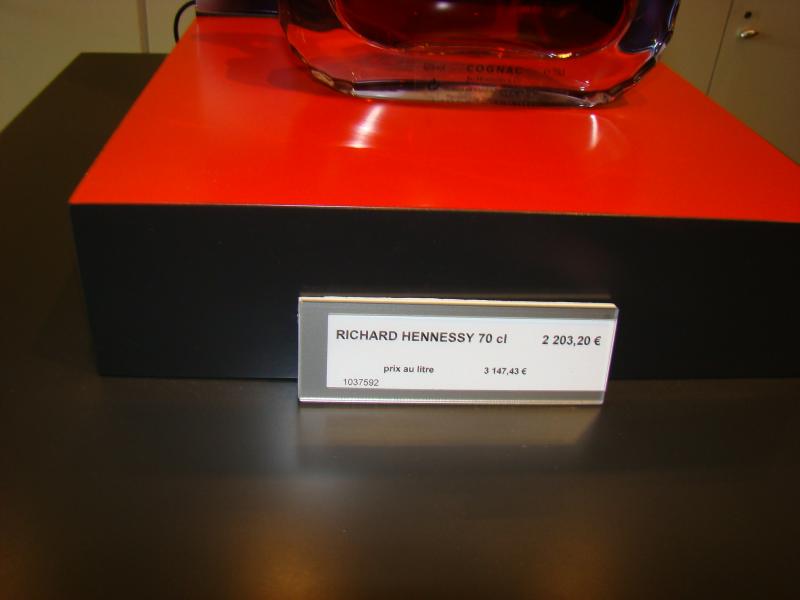 COGNAC
RICHARD HENNESSY 70 cl 2 203,20 €
prix au litre 3 147,43 €
1037592